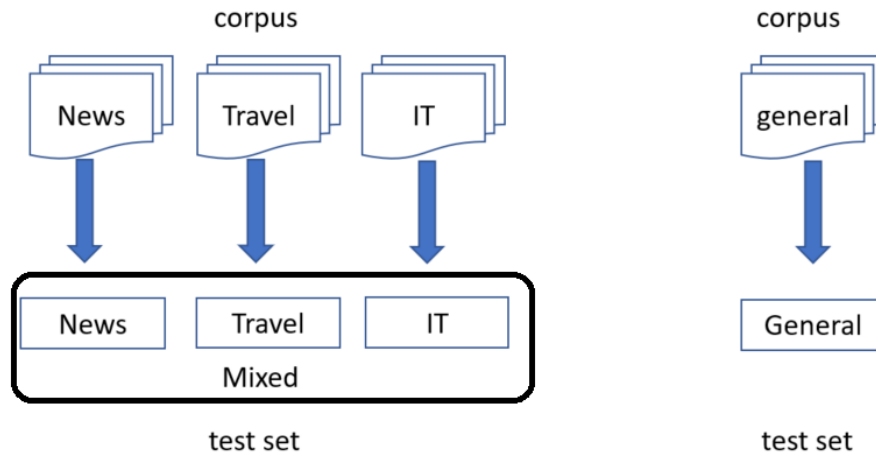 corpus
corpus
News
Travel
IT
general
News
Travel
IT
General
Mixed
test set
test set